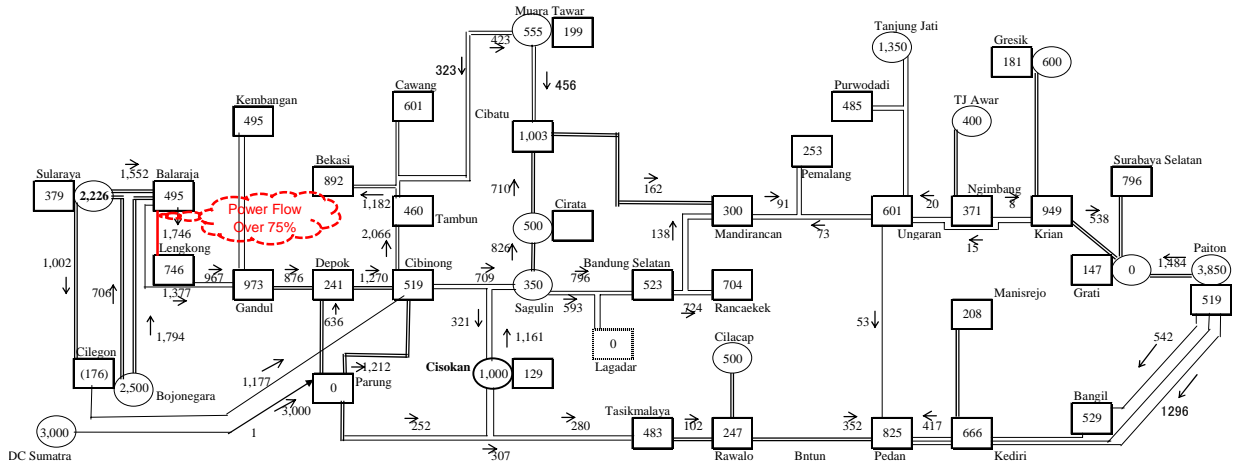 Muara Tawar
555
199
423
Tanjung Jati
1,350
Gresik
181
600
323
456
Cawang
601
Kembangan
495
Purwodadi
485
TJ Awar
400
Cibatu
1,003
253
Pemalang
Surabaya Selatan
796
Sularaya
379
2,226
1,552
Balaraja
495
Bekasi
892
1,182
710
162
Power Flow
Over 75%
1,746
460
Tambun
500
Cirata
300
Mandirancan
91
73
601
Ungaran
20
Ngimbang
371
8
15
949
Krian
538
2,066
826
138
Lengkong
746
967
1,377
1,002
706
1,794
973
Gandul
876
Depok
241
1,270
Cibinong
519
709
350
Sagulin
796
593
Bandung Selatan
523
724
704
Rancaekek
147
Grati
0
1,484
Paiton
3,850
519
636
321
1,161
0
Lagadar
Cilacap
500
53
Manisrejo
208
542
1296
Cilegon
(176)
2,500
Bojonegara
1,177
3,000
1
1,212
0
Parung
Cisokan
1,000
129
Bangil
529
3,000
DC Sumatra
252
280
307
Tasikmalaya
483
102
247
Rawalo
Bntun
352
825
Pedan
417
666
Kediri